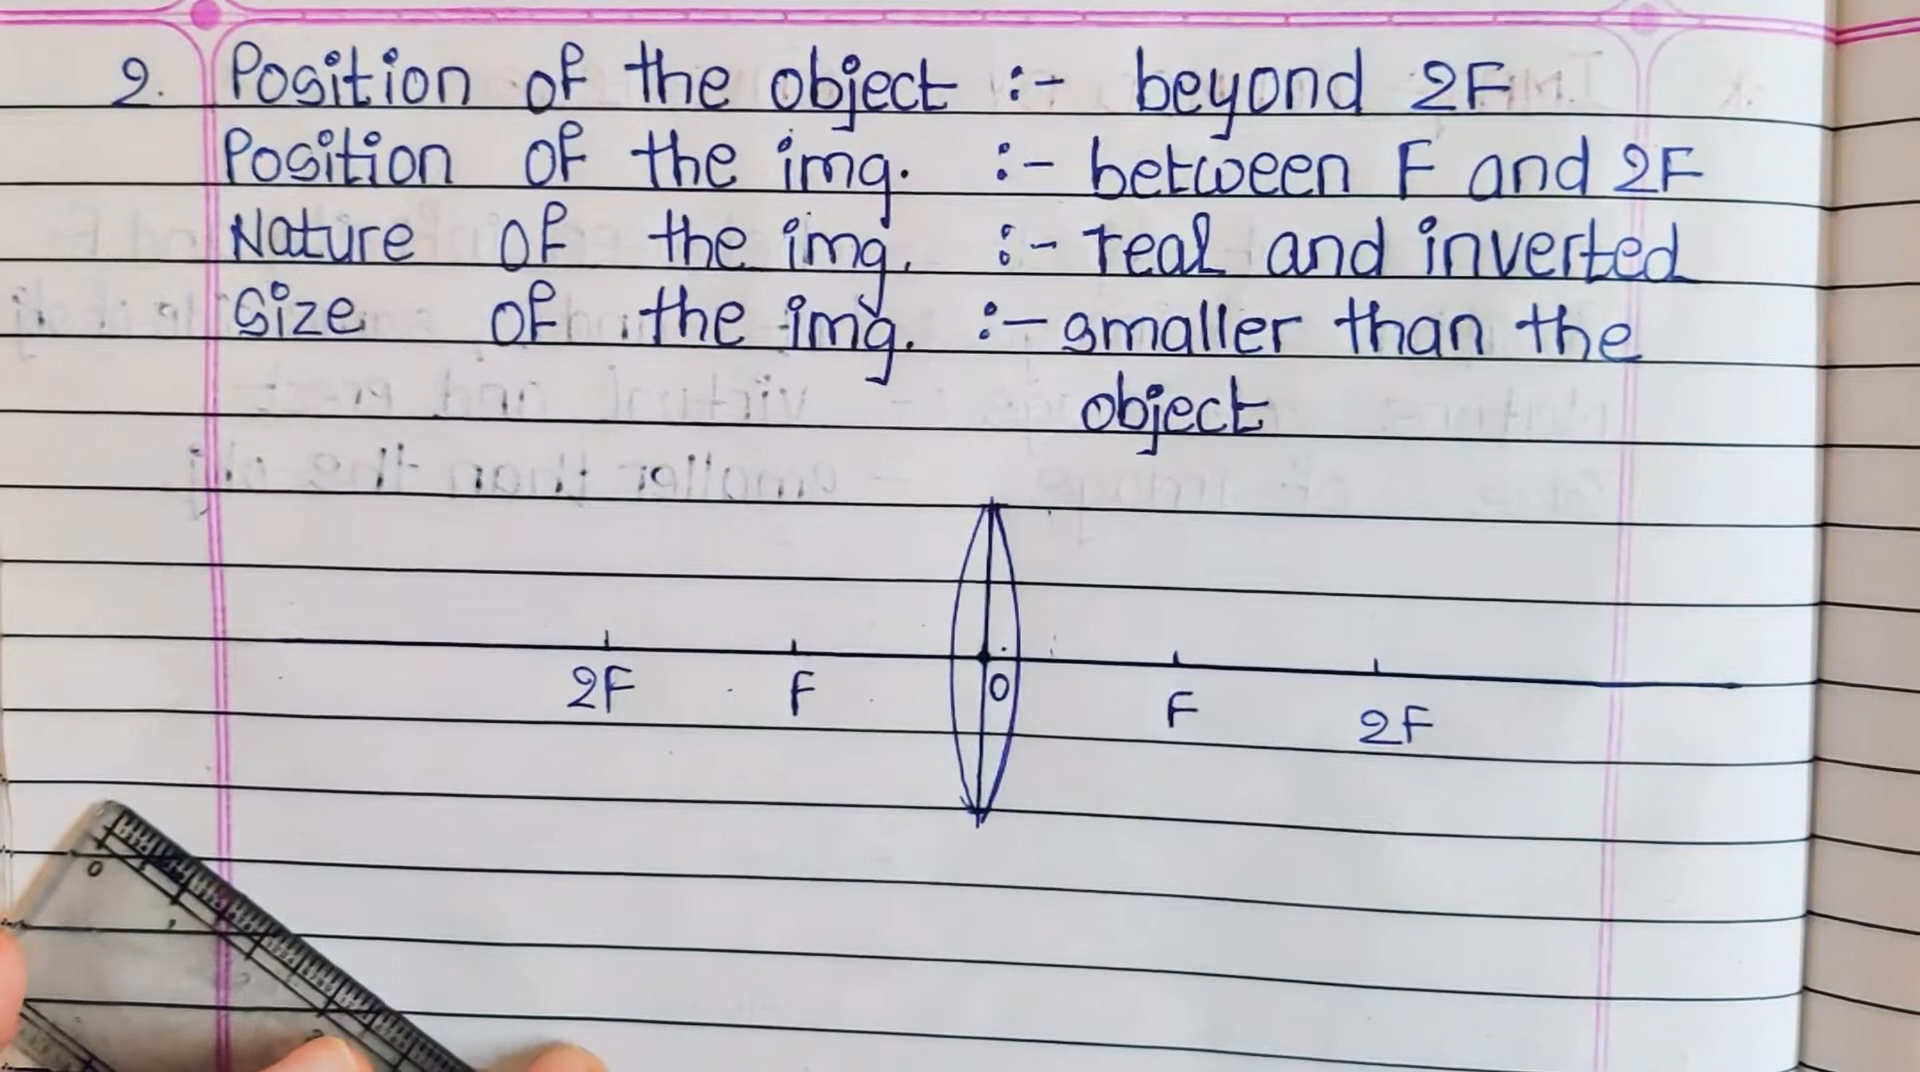 2. Position of the object :- beyond 2F
Position of the img. :- between F and 2F
Nature of the img. :- real and inverted
Size of the img. :- smaller than the
object
2F F O F 2F
0